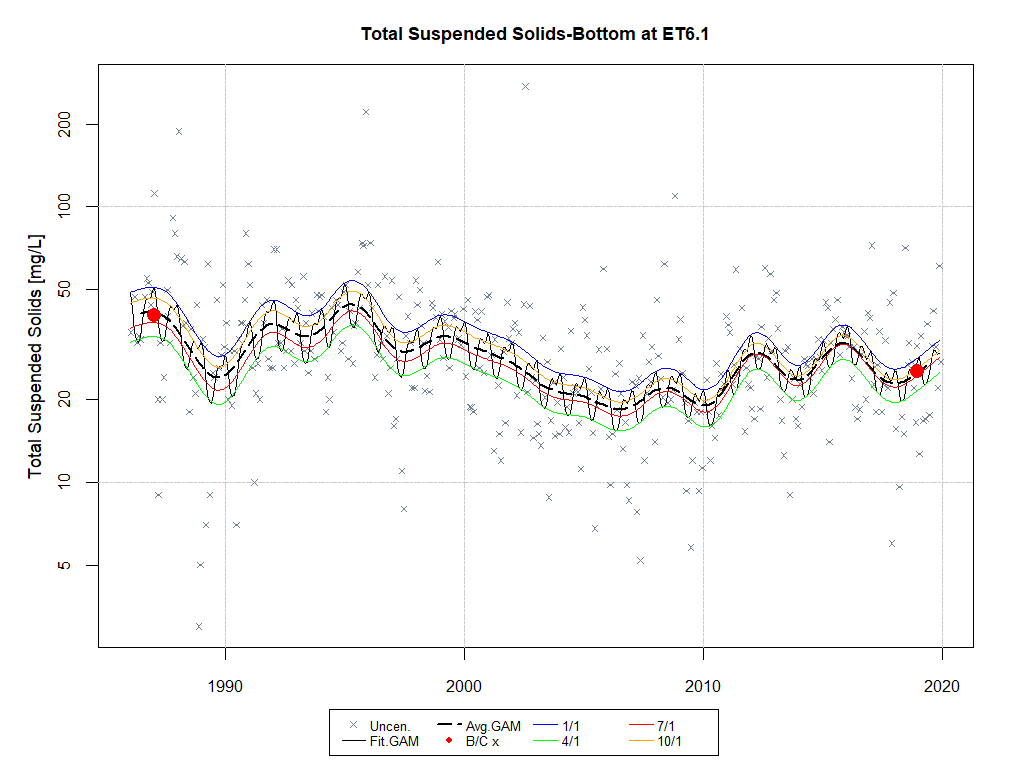 Total Suspended Solids-Bottom at ET6.1
Total Suspended Solids [mg/L]
200
100
50
20
10
5
1990 2000 2010 2020
Uncen. Avg.GAM 1/1 7/1
Fit.GAM B/C x 4/1 10/1